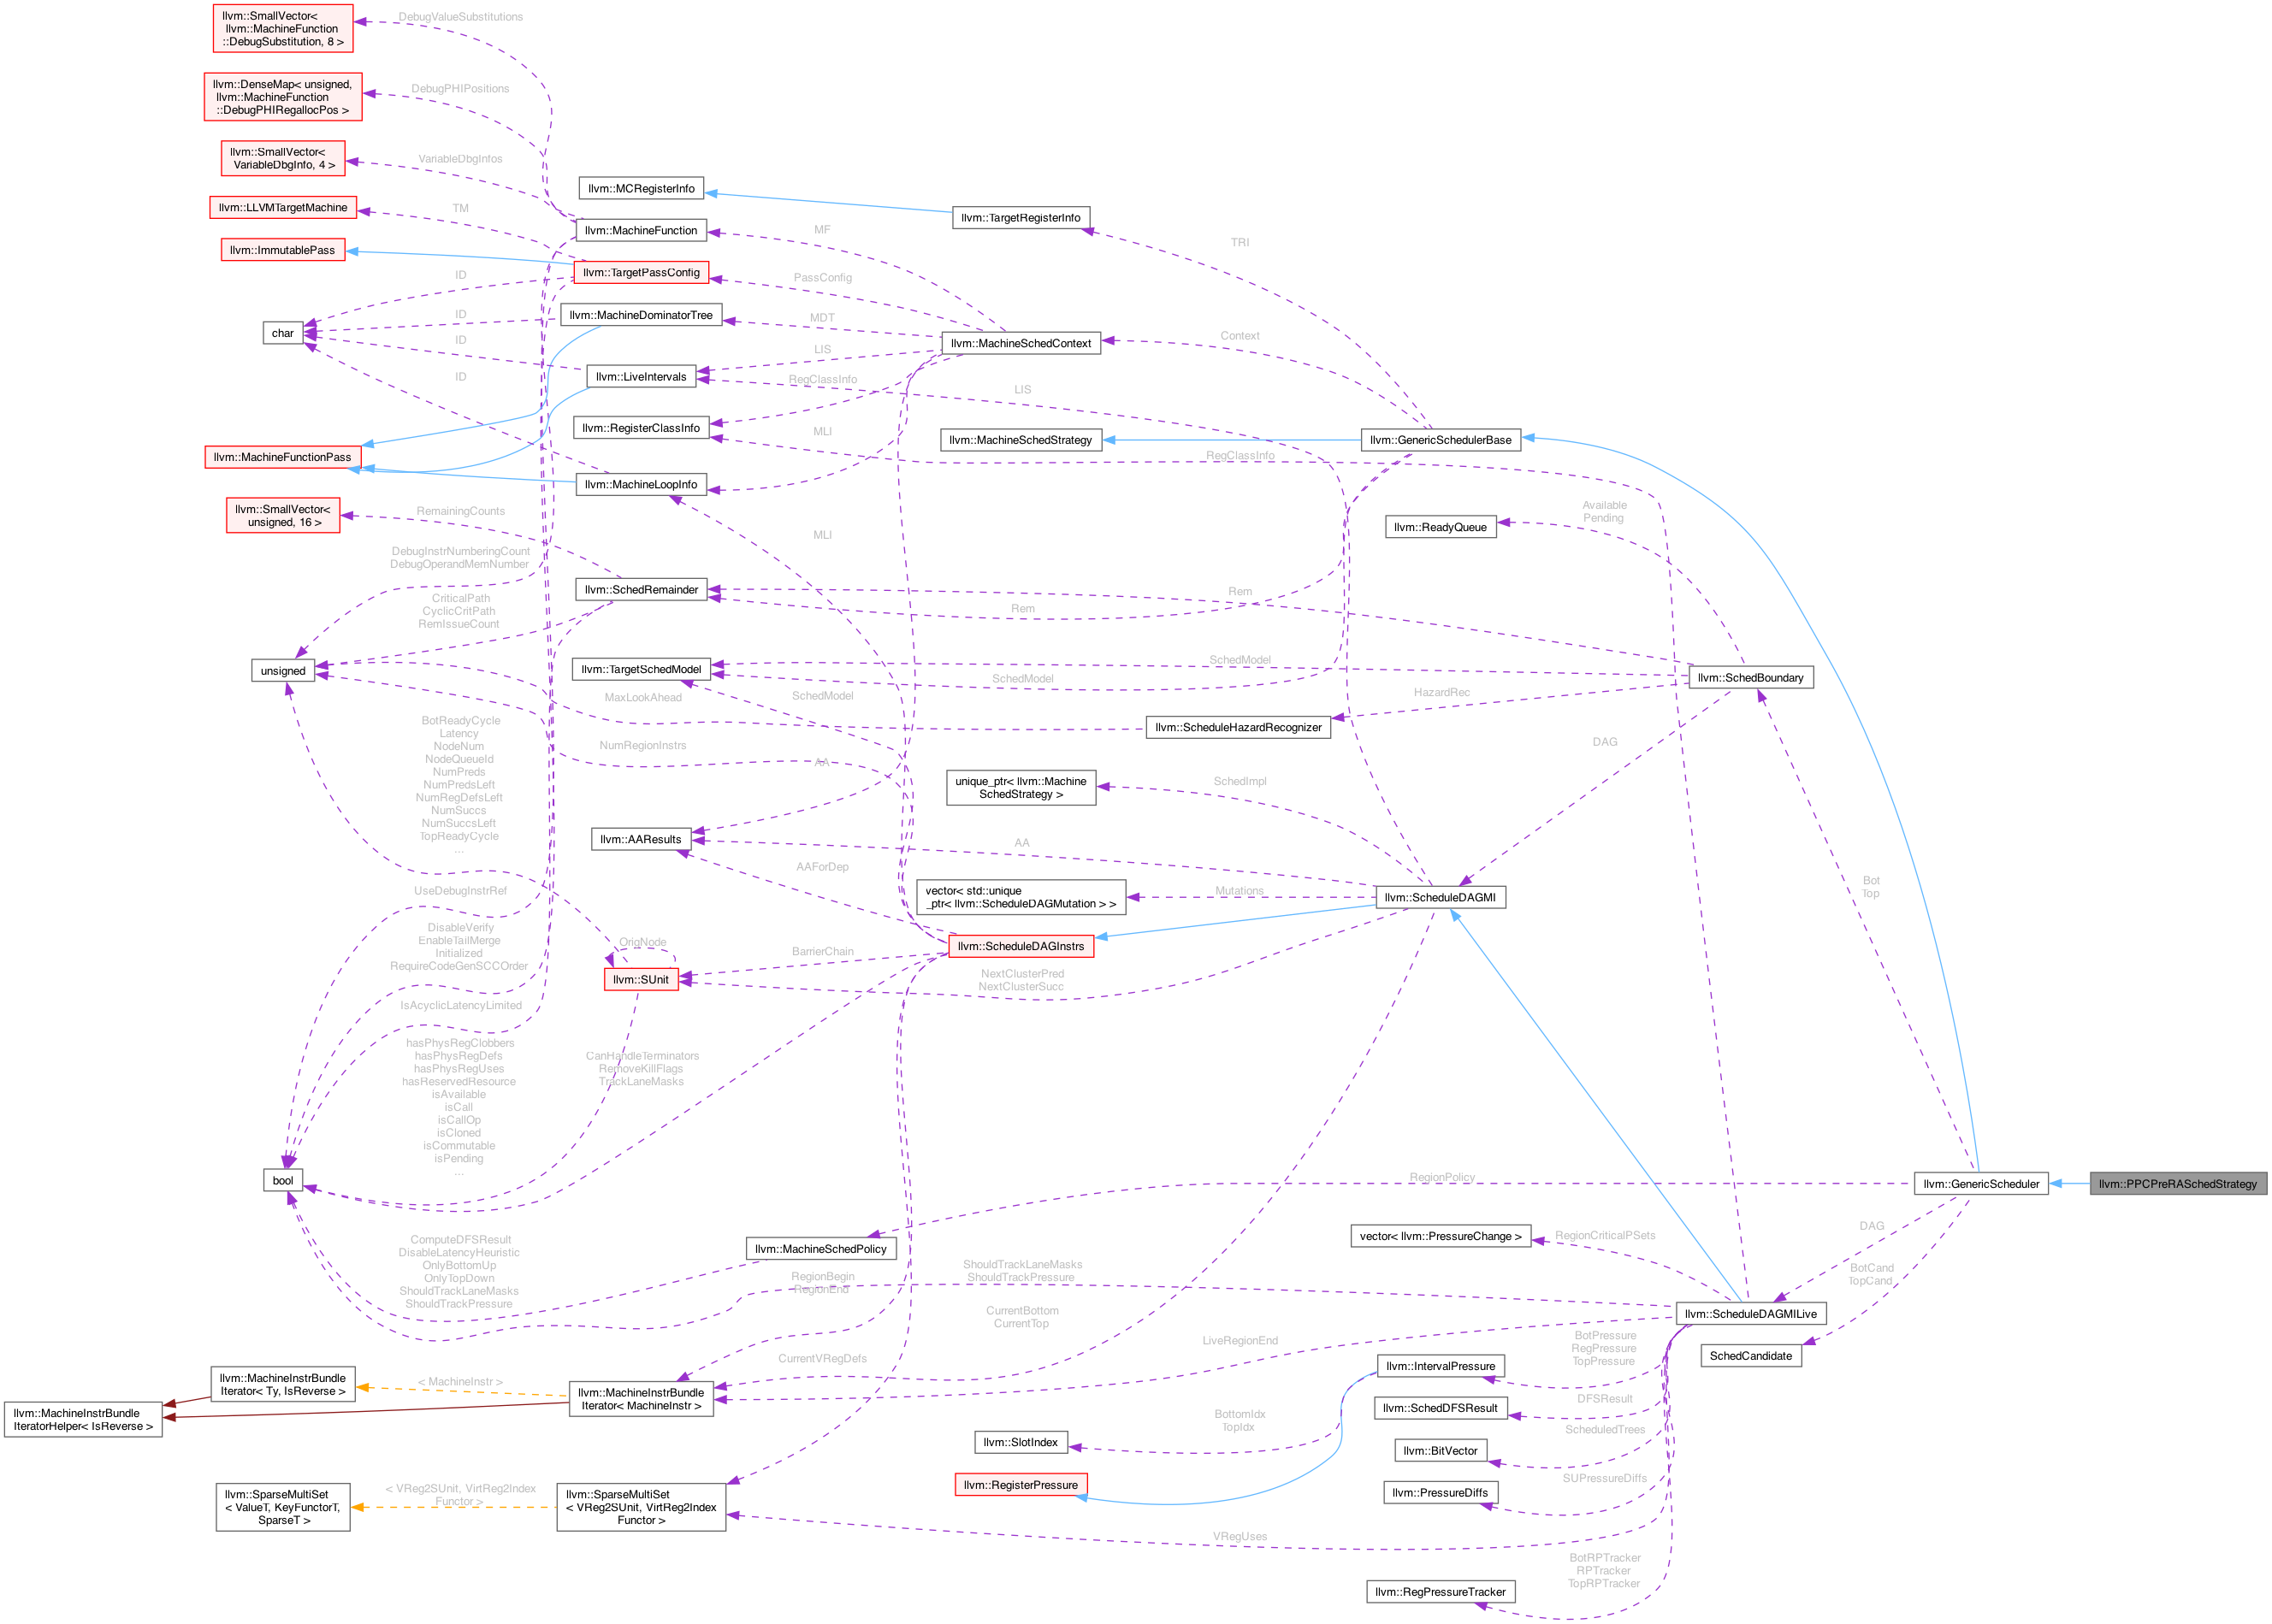 llvm::SmallVector<
llvm::MachineFunction
::DebugSubstitution, 8 >
DebugValueSubstitutions
llvm::DenseMap< unsigned,
llvm::MachineFunction
::DebugPHIRegallocPos >
DebugPHIPositions
llvm::SmallVector<
VariableDbgInfo, 4 >
VariableDbgInfos
llvm::LLVMTargetMachine
TM
llvm::ImmutablePass
llvm::MCRegisterInfo
llvm::TargetRegisterInfo
llvm::MachineFunction
MF
TRI
llvm::TargetPassConfig
ID
PassConfig
char
ID
llvm::MachineDominatorTree
MDT
llvm::MachineSchedContext
Context
ID
LIS
llvm::LiveIntervals
ID
RegClassInfo
LIS
llvm::RegisterClassInfo
MLI
llvm::MachineSchedStrategy
llvm::GenericSchedulerBase
llvm::MachineFunctionPass
RegClassInfo
llvm::MachineLoopInfo
llvm::SmallVector<
unsigned, 16 >
RemainingCounts
Available
Pending
llvm::ReadyQueue
MLI
DebugInstrNumberingCount
DebugOperandMemNumber
llvm::SchedRemainder
Rem
Rem
CriticalPath
CyclicCritPath
RemIssueCount
unsigned
llvm::TargetSchedModel
SchedModel
SchedModel
llvm::SchedBoundary
MaxLookAhead
SchedModel
HazardRec
llvm::ScheduleHazardRecognizer
DAG
BotReadyCycle
Latency
NodeNum
NodeQueueId
NumPreds
NumPredsLeft
NumRegDefsLeft
NumSuccs
NumSuccsLeft
TopReadyCycle
...
NumRegionInstrs
AA
unique_ptr< llvm::Machine
SchedStrategy >
SchedImpl
llvm::AAResults
AA
AAForDep
vector< std::unique
_ptr< llvm::ScheduleDAGMutation > >
Mutations
llvm::ScheduleDAGMI
Bot
Top
UseDebugInstrRef
DisableVerify
EnableTailMerge
Initialized
RequireCodeGenSCCOrder
OrigNode
llvm::SUnit
BarrierChain
llvm::ScheduleDAGInstrs
NextClusterPred
NextClusterSucc
IsAcyclicLatencyLimited
hasPhysRegClobbers
hasPhysRegDefs
hasPhysRegUses
hasReservedResource
isAvailable
isCall
isCallOp
isCloned
isCommutable
isPending
...
CanHandleTerminators
RemoveKillFlags
TrackLaneMasks
bool
RegionPolicy
llvm::GenericScheduler
llvm::PPCPreRASchedStrategy
ComputeDFSResult
DisableLatencyHeuristic
OnlyBottomUp
OnlyTopDown
ShouldTrackLaneMasks
ShouldTrackPressure
llvm::MachineSchedPolicy
vector< llvm::PressureChange >
RegionCriticalPSets
DAG
RegionBegin
RegionEnd
ShouldTrackLaneMasks
ShouldTrackPressure
BotCand
TopCand
CurrentBottom
CurrentTop
llvm::ScheduleDAGMILive
LiveRegionEnd
BotPressure
RegPressure
TopPressure
SchedCandidate
CurrentVRegDefs
llvm::IntervalPressure
llvm::MachineInstrBundle
Iterator< Ty, IsReverse >
< MachineInstr >
llvm::MachineInstrBundle
Iterator< MachineInstr >
llvm::MachineInstrBundle
IteratorHelper< IsReverse >
llvm::SchedDFSResult
DFSResult
BottomIdx
TopIdx
llvm::SlotIndex
llvm::BitVector
ScheduledTrees
llvm::RegisterPressure
llvm::PressureDiffs
SUPressureDiffs
llvm::SparseMultiSet
< ValueT, KeyFunctorT,
SparseT >
< VReg2SUnit, VirtReg2Index
Functor >
llvm::SparseMultiSet
< VReg2SUnit, VirtReg2Index
Functor >
VRegUses
BotRPTracker
RPTracker
TopRPTracker
llvm::RegPressureTracker